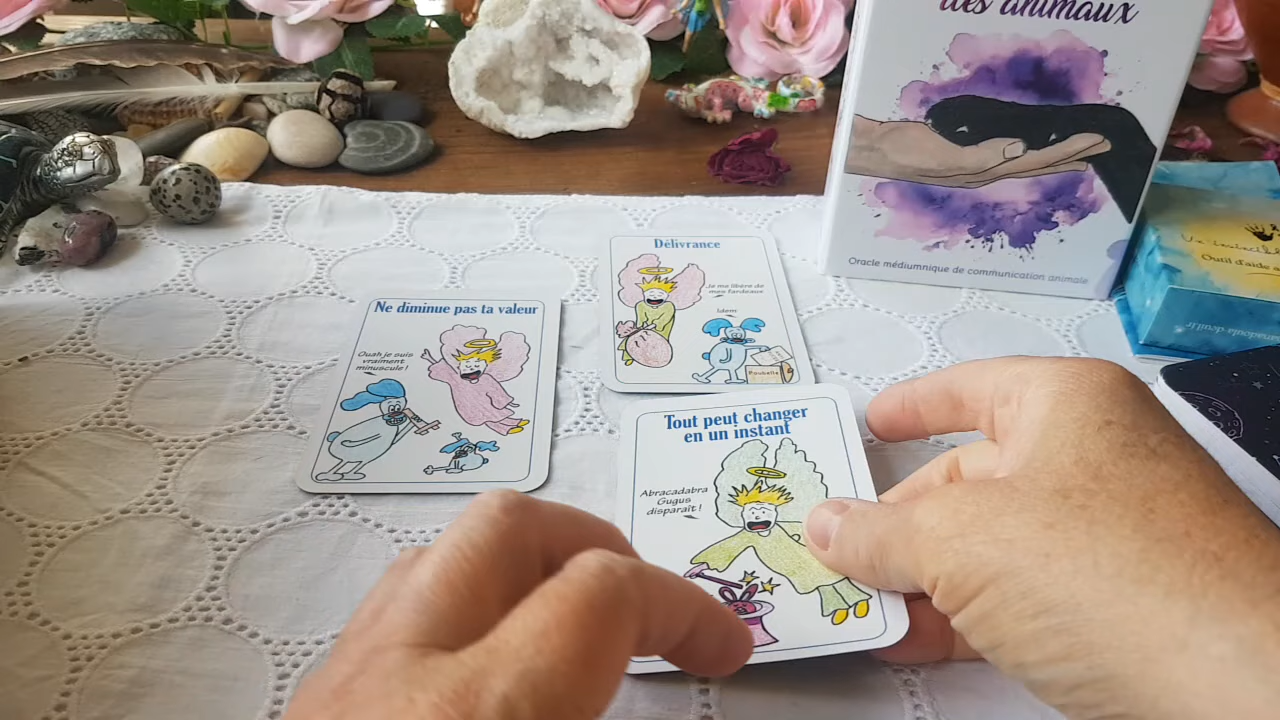 des animaux
Oracle médiumnique de communication animale
Outil d'aide
Délivrance
Je me libère de
mes fardeaux
Idem
Poubelle
Ne diminue pas ta valeur
Ouah je suis
vraiment
minuscule !
Tout peut changer
en un instant
Abracadabra
Gugus
disparaît !